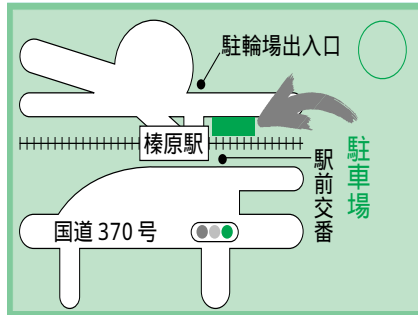 駐輪場出入口
榛原駅
駅前交番
駐車場
国道 370 号